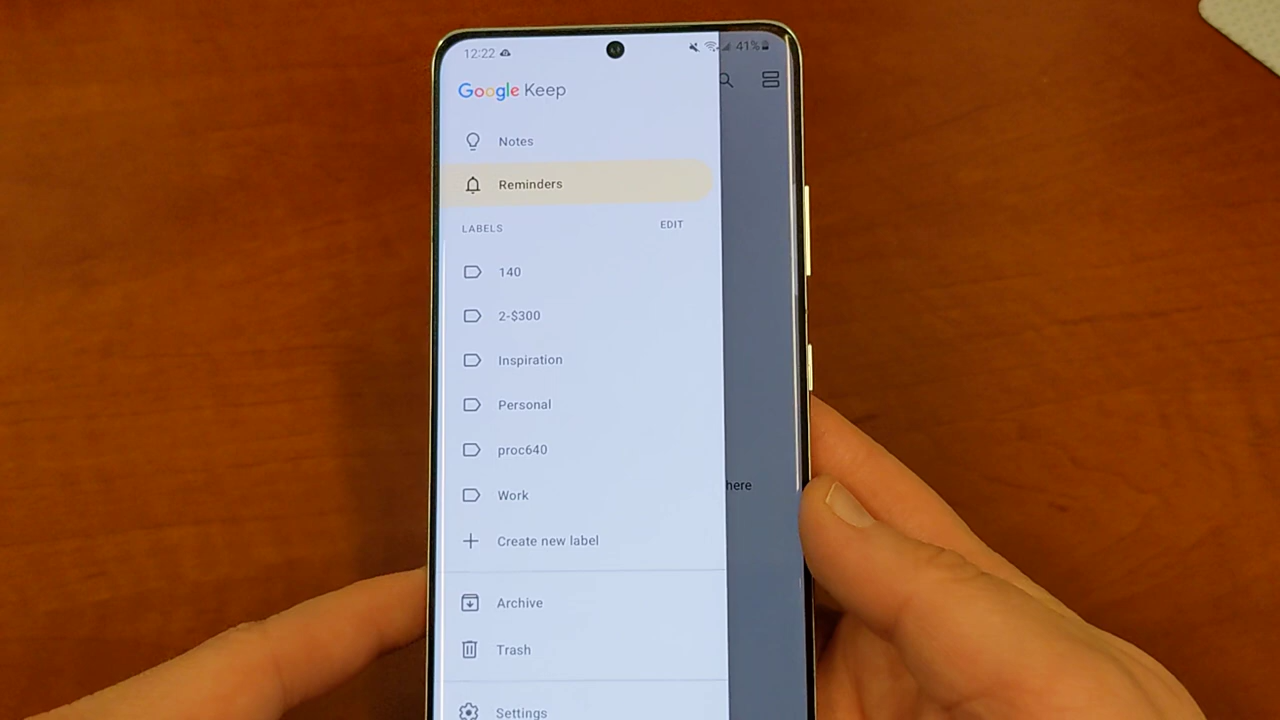 12:22 41%
Google Keep
Notes
Reminders
LABELS EDIT
140
2-$300
Inspiration
Personal
proc640
here
Work
Create new label
Archive
Trash
Settings